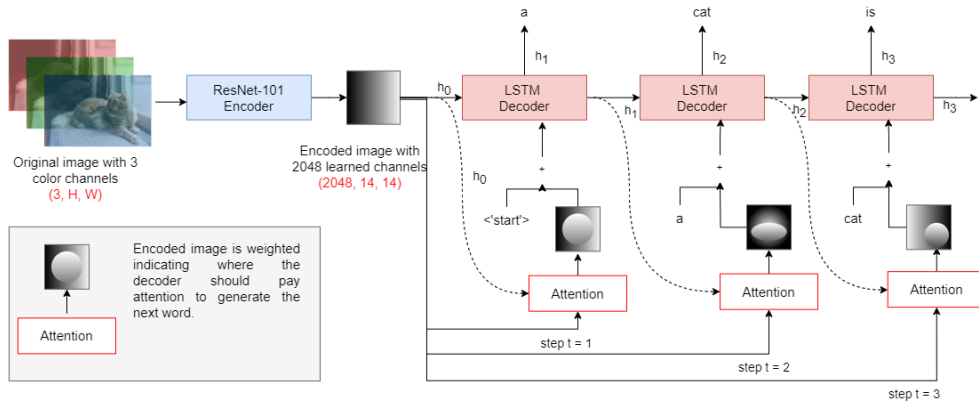 a
cat
is
h1
h2
h3
ResNet-101
Encoder
h0
LSTM
Decoder
h1
LSTM
Decoder
h2
LSTM
Decoder
h3
Original image with 3
color channels
(3, H, W)
Encoded image with
2048 learned channels
(2048, 14, 14)
h0
+
+
+
<'start'>
a
cat
Encoded image is weighted
indicating where the
decoder should pay
attention to generate the
next word.
Attention
Attention
Attention
Attention
step t = 1
step t = 2
step t = 3